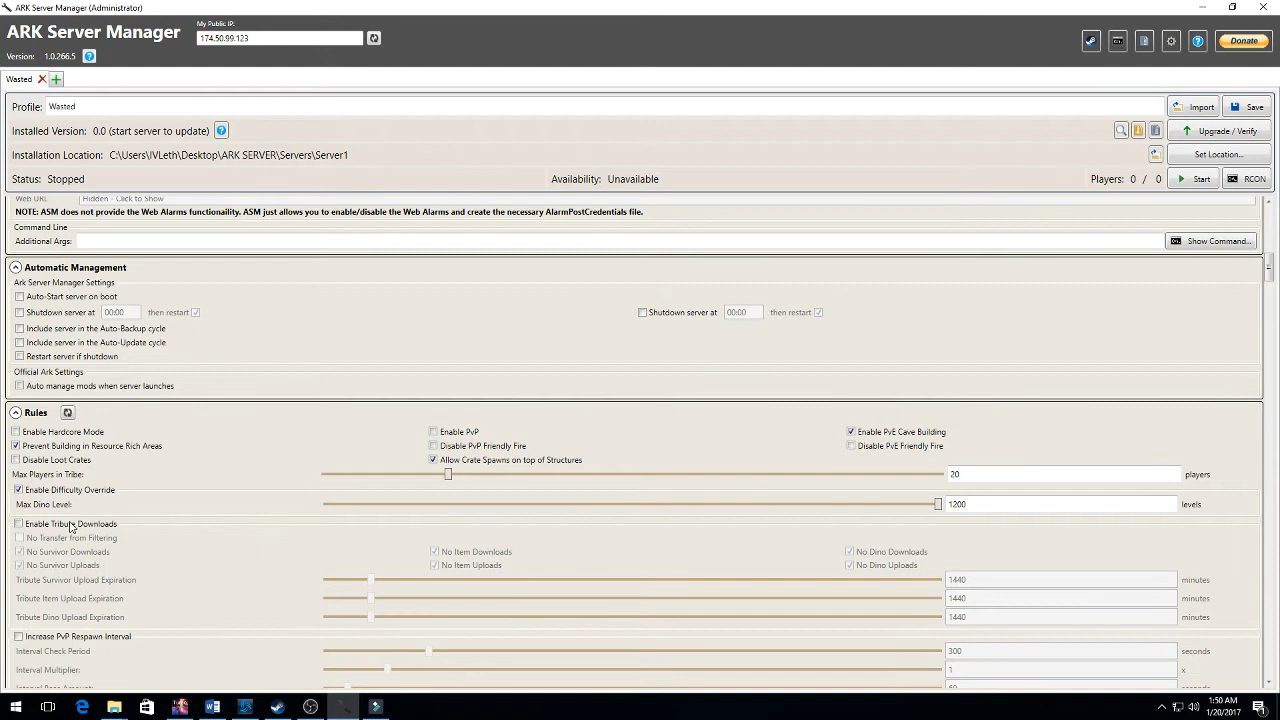 ARK Server Manager (Administrator)
My Public IP:
ARK Server Manager
174.50.99.123
Donate
Version: 1.0.266.5
Wasted
Profile: Wasted Import Save
Installed Version: 0.0 (start server to update) Upgrade / Verify
Installation Location: C:\Users\IVLeth\Desktop\ARK SERVER\Servers\Server1 Set Location...
Status: Stopped Availability: Unavailable Players: 0 / 0 Start RCON
Web URL Hidden - Click to Show
NOTE: ASM does not provide the Web Alarms functionaility. ASM just allows you to enable/disable the Web Alarms and create the necessary AlarmPostCredentials file.
Command Line
Additional Args: Show Command...
Automatic Management
Ark Server Manager Settings
Auto-Start server on boot
Shutdown server at 00:00 then restart Shutdown server at 00:00 then restart
Include server in the Auto-Backup cycle
Include server in the Auto-Update cycle
Restart server if shutdown
Official Ark Settings
Auto manage mods when server launches
Rules
Enable Hardcore Mode Enable PvP Enable PvE Cave Building
Prevent Building in Resource Rich Areas Disable PvP Friendly Fire Disable PvE Friendly Fire
Disable Loot Crates Allow Crate Spawns on top of Structures
Max Players in Tribe: 20 players
Enable Difficulty Override
Max Dino Level: 1200 levels
Enable Tribute Downloads
No Transfer from Filtering
No Survivor Downloads No Item Downloads No Dino Downloads
No Survivor Uploads No Item Uploads No Dino Uploads
Tribute Survivor Upload Expiration 1440 minutes
Tribute Item Upload Expiration 1440 minutes
Tribute Dino Upload Expiration 1440 minutes
Increase PvP Respawn Interval
Interval Check Period 300 seconds
Interval Multiplier: 1 x
Interval Base Amount: 60 seconds
1:50 AM
1/20/2017